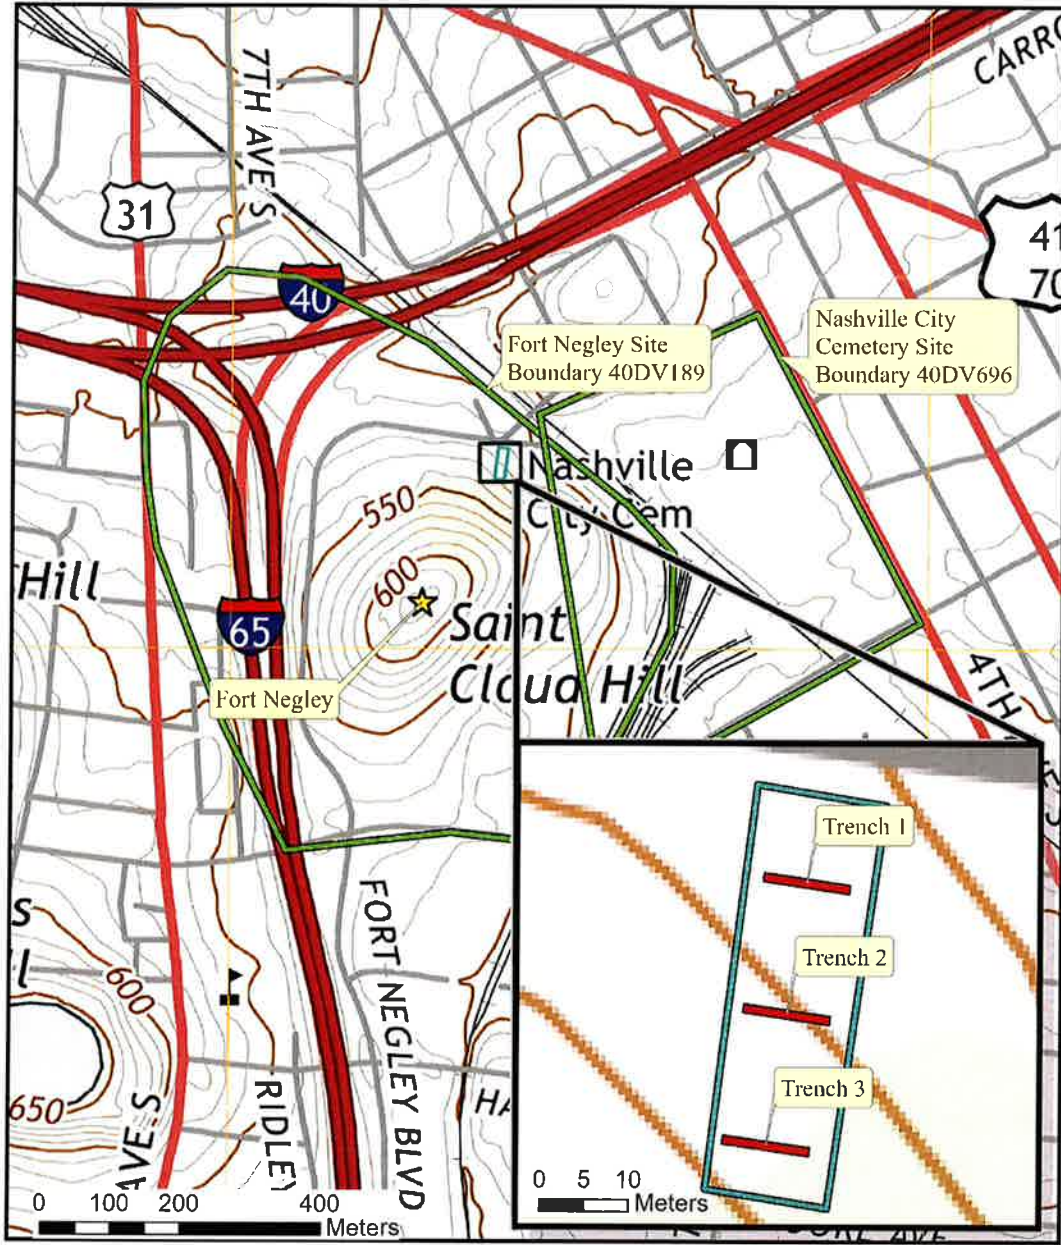 7TH AVE S
CARRO
31
41
70
40
Fort Negley Site
Boundary 40DV189
Nashville City
Cemetery Site
Boundary 40DV696
Nashville
City Cem
550
600
Hill
Saint
Cloud Hill
65
Fort Negley
4TH
Trench 1
Trench 2
Trench 3
s
l
600
650
AVE S
RIDLEY
FORT NEGLEY BLVD
HA
0 5 10
Meters
0 100 200 400
Meters